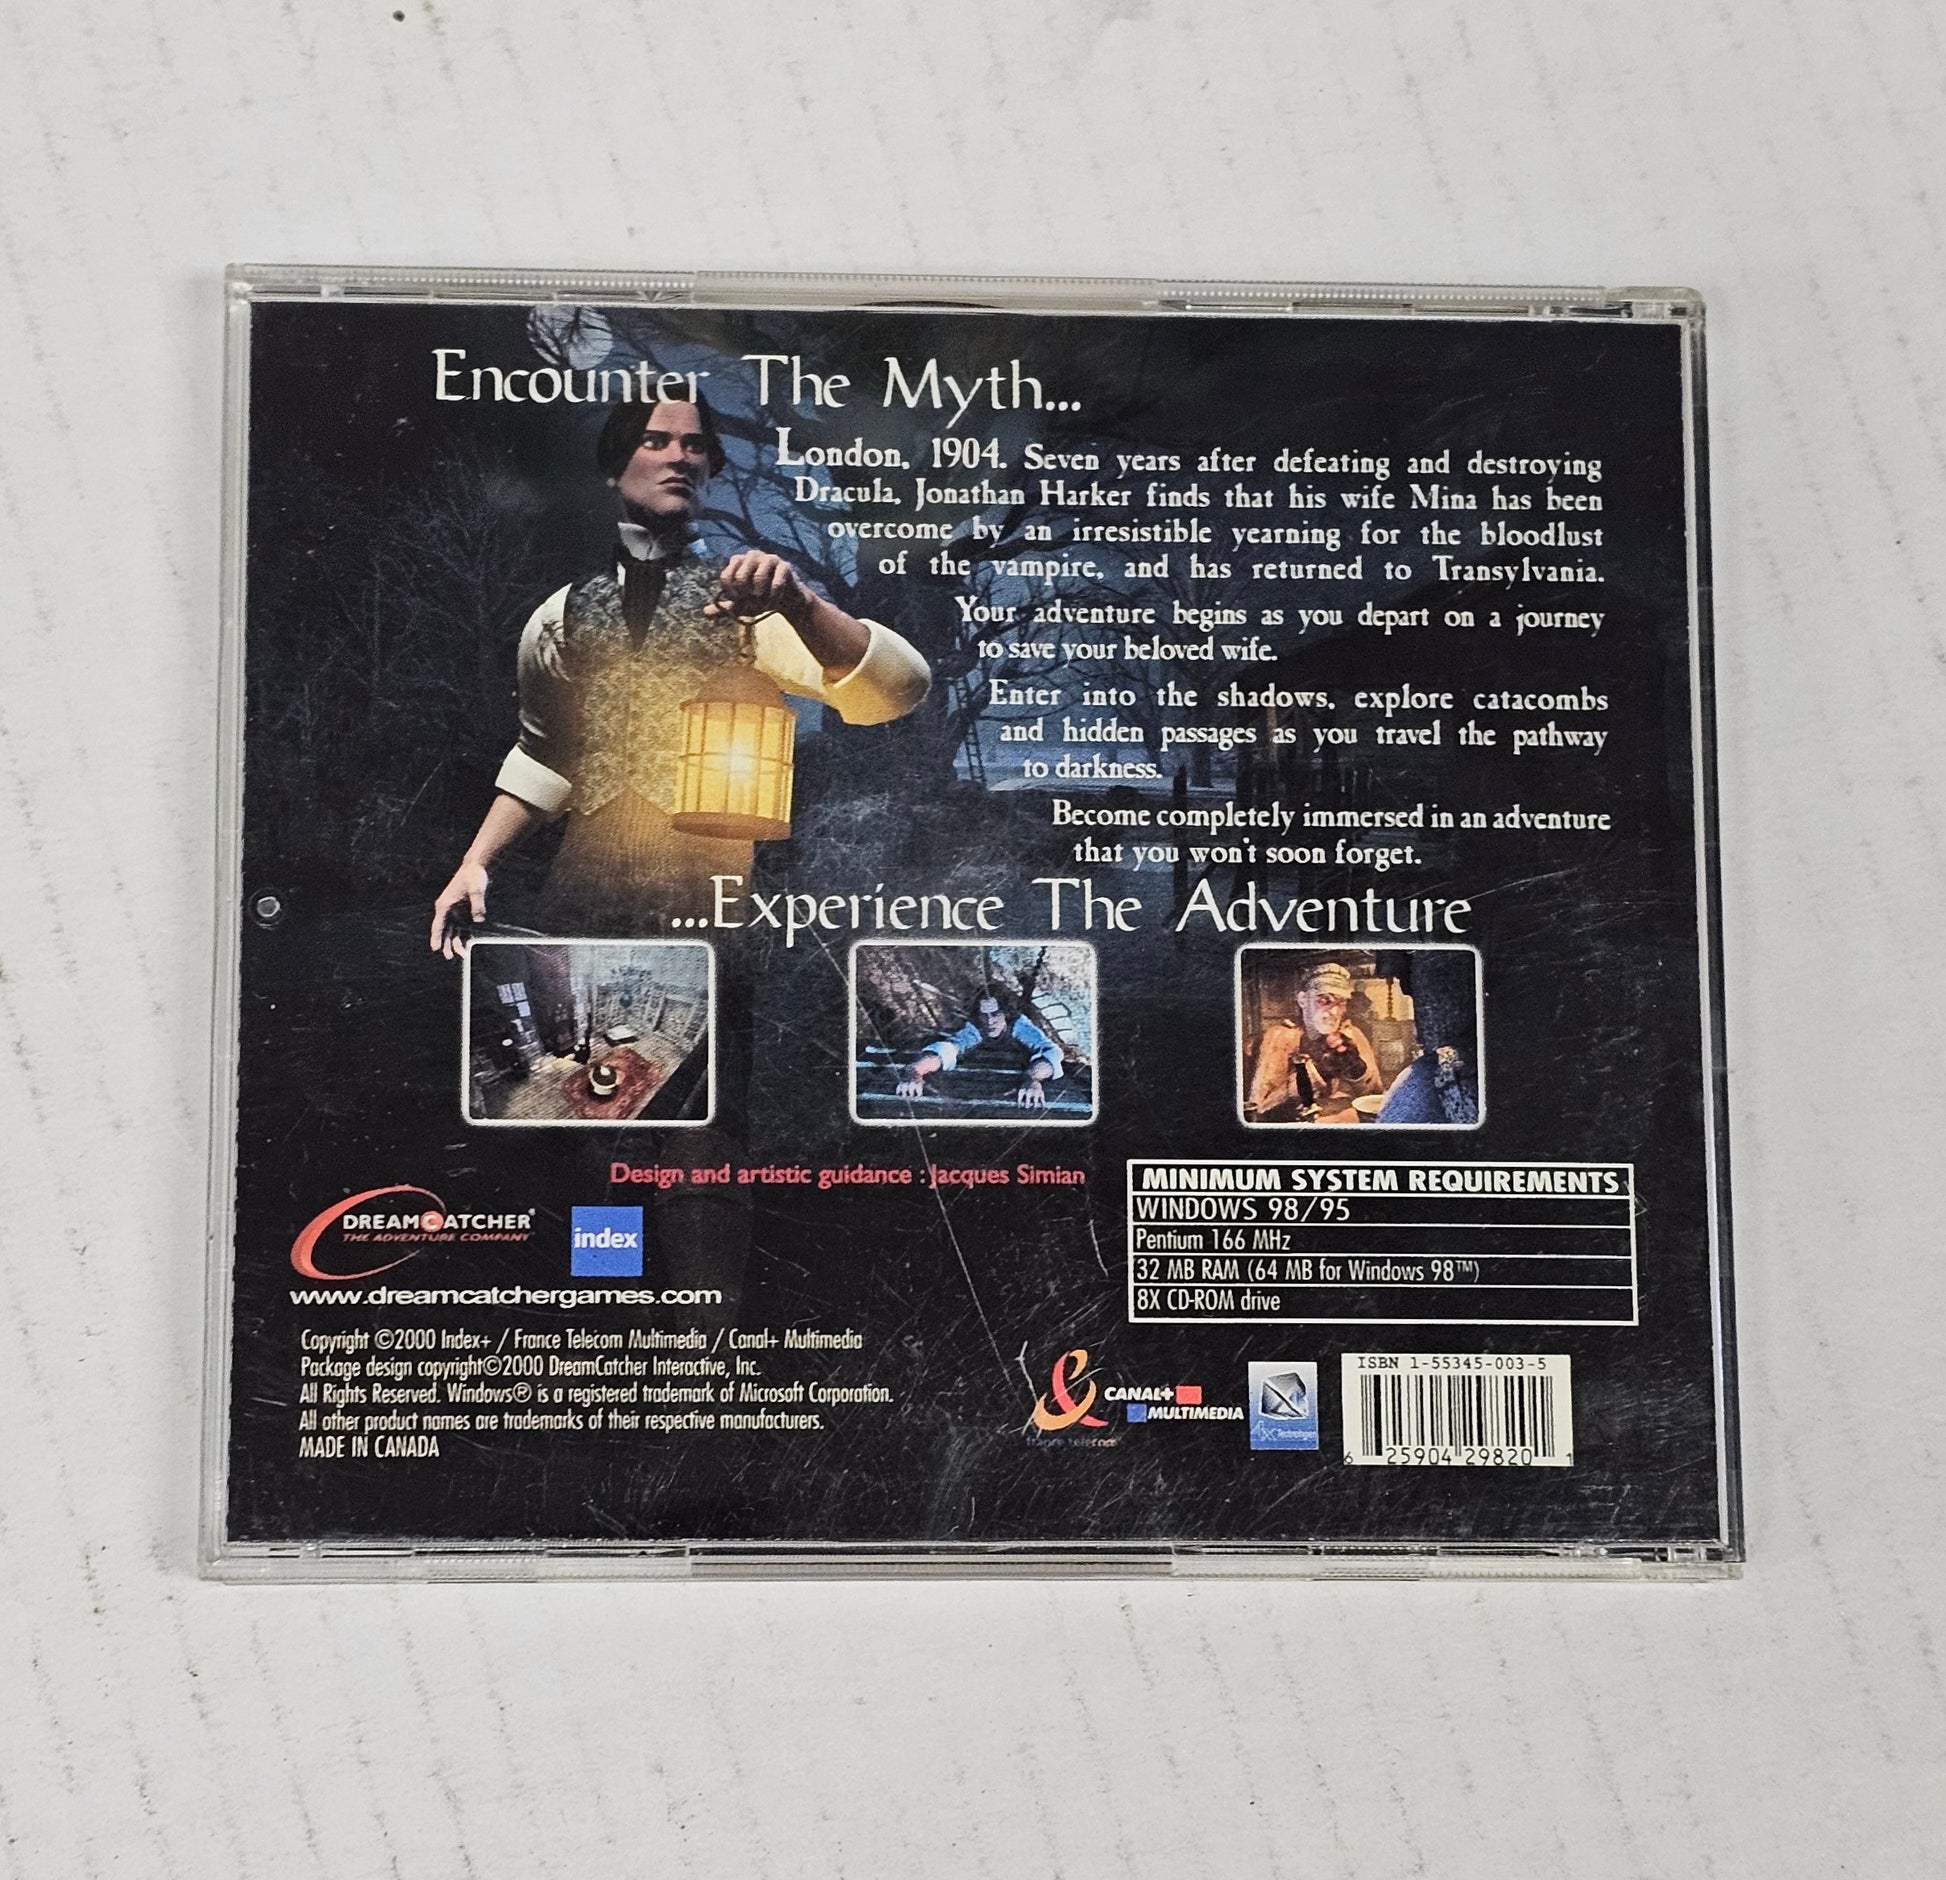 Encounter The Myth...
London, 1904. Seven years after defeating and destroying
Dracula, Jonathan Harker finds that his wife Mina has been
overcome by an irresistible yearning for the bloodlust
of the vampire, and has returned to Transylvania.
Your adventure begins as you depart on a journey
to save your beloved wife.
Enter into the shadows, explore catacombs
and hidden passages as you travel the pathway
to darkness.
Become completely immersed in an adventure
that you won't soon forget.
...Experience The Adventure
Design and artistic guidance : Jacques Simian
DREAMCATCHER®
THE ADVENTURE COMPANY
index
www.dreamcatchergames.com
MINIMUM SYSTEM REQUIREMENTS
WINDOWS 98/95
Pentium 166 MHz
32 MB RAM (64 MB for Windows 98™)
8X CD-ROM drive
Copyright ©2000 Index+ / France Telecom Multimedia / Canal+ Multimedia
Package design copyright©2000 DreamCatcher Interactive, Inc.
All Rights Reserved. Windows® is a registered trademark of Microsoft Corporation.
All other product names are trademarks of their respective manufacturers.
MADE IN CANADA
france telecom
CANAL+
MULTIMEDIA
4x Technologies
ISBN 1-55345-003-5
6 25904 29820 1